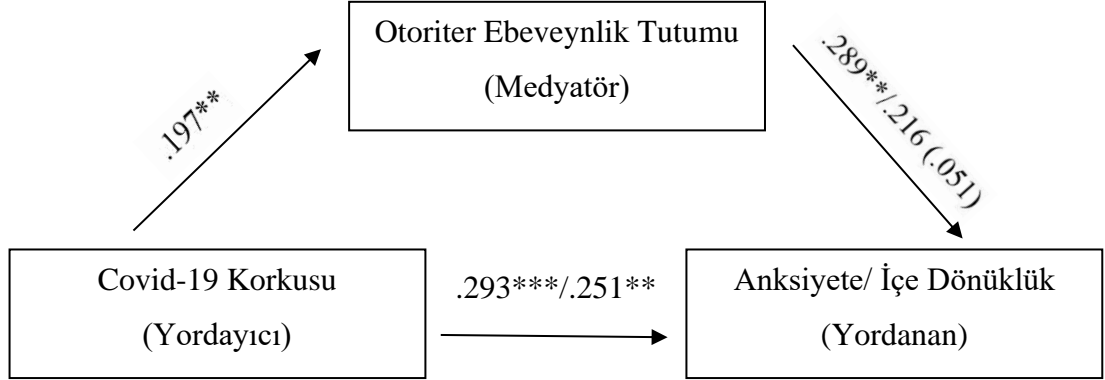 Otoriter Ebeveynlik Tutumu
(Medyatör)
.197**
.289**/.216 (.051)
Covid-19 Korkusu
(Yordayıcı)
.293***/.251**
Anksiyete/ İçe Dönüklük
(Yordanan)